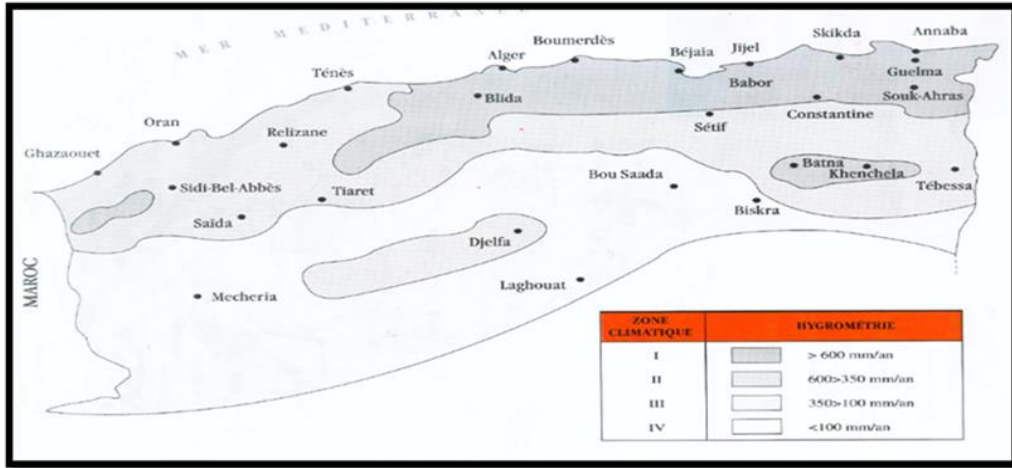 MER MEDITERRANÉE
Annaba
Skikda
Boumerdès
Jijel
Béjaia
Alger
Guelma
Babor
Ténès
Blida
Souk-Ahras
Sétif
Constantine
Oran
Relizane
Ghazaouet
Batna
Khenchela
Tébessa
Sidi-Bel-Abbès
Tiaret
Bou Saada
Biskra
Saïda
Djelfa
MAROC
Mecheria
Laghouat
ZONE CLIMATIQUE HYGROMÉTRIE
I > 600 mm/an
II 600>350 mm/an
III 350>100 mm/an
IV <100 mm/an